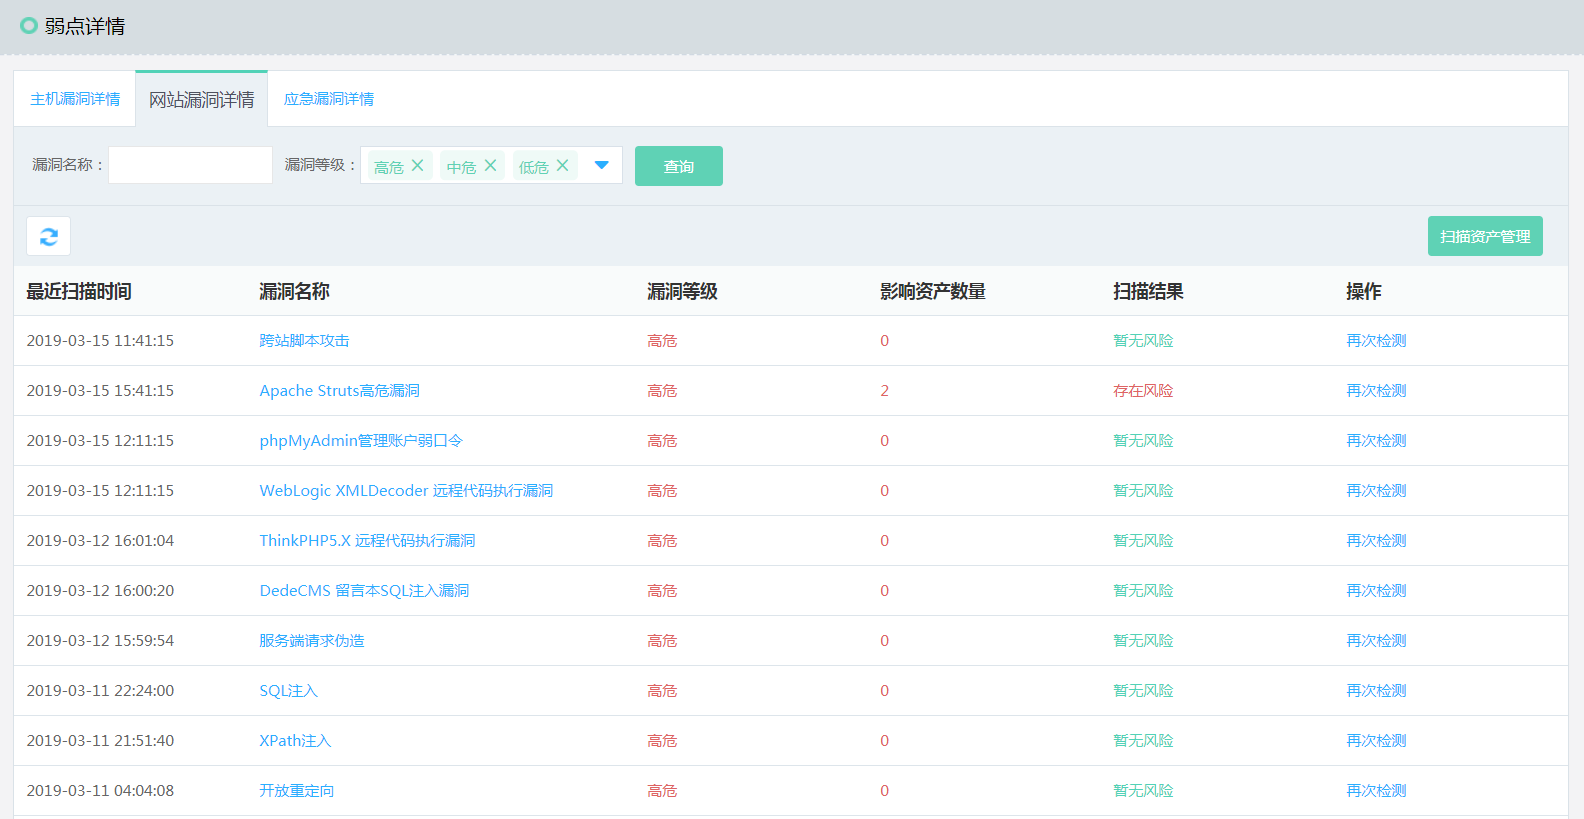 弱点详情
主机漏洞详情 网站漏洞详情 应急漏洞详情
漏洞名称： 漏洞等级： 高危 × 中危 × 低危 × 查询
扫描资产管理
最近扫描时间 漏洞名称 漏洞等级 影响资产数量 扫描结果 操作
2019-03-15 11:41:15 跨站脚本攻击 高危 0 暂无风险 再次检测
2019-03-15 15:41:15 Apache Struts高危漏洞 高危 2 存在风险 再次检测
2019-03-15 12:11:15 phpMyAdmin管理账户弱口令 高危 0 暂无风险 再次检测
2019-03-15 12:11:15 WebLogic XMLDecoder 远程代码执行漏洞 高危 0 暂无风险 再次检测
2019-03-12 16:01:04 ThinkPHP5.X 远程代码执行漏洞 高危 0 暂无风险 再次检测
2019-03-12 16:00:20 DedeCMS 留言本SQL注入漏洞 高危 0 暂无风险 再次检测
2019-03-12 15:59:54 服务端请求伪造 高危 0 暂无风险 再次检测
2019-03-11 22:24:00 SQL注入 高危 0 暂无风险 再次检测
2019-03-11 21:51:40 XPath注入 高危 0 暂无风险 再次检测
2019-03-11 04:04:08 开放重定向 高危 0 暂无风险 再次检测